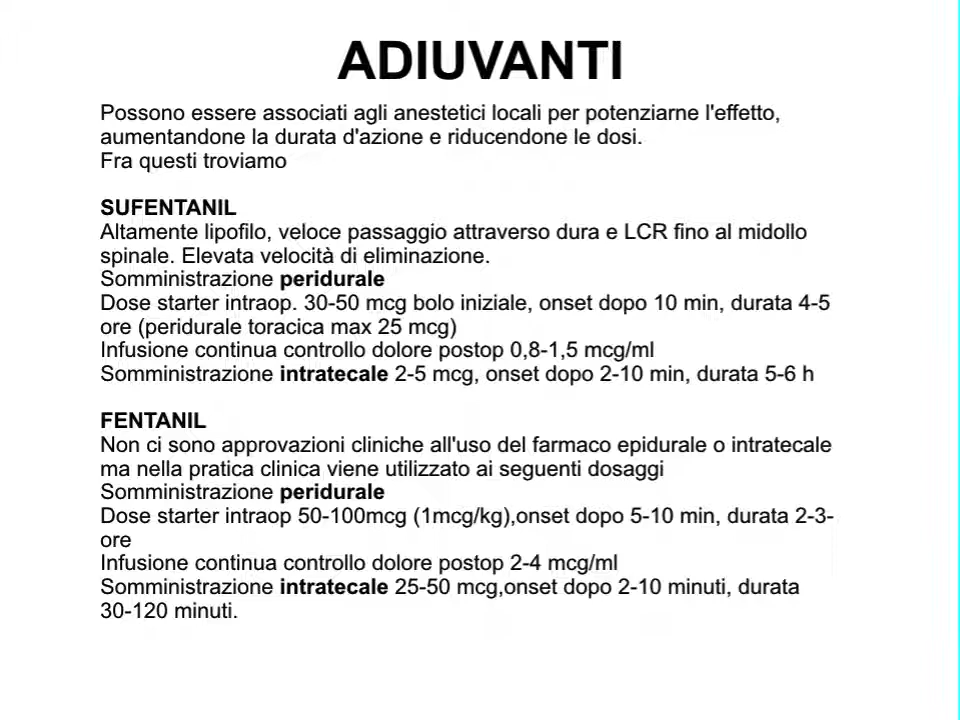 ADIUVANTI
Possono essere associati agli anestetici locali per potenziarne l'effetto,
aumentandone la durata d'azione e riducendone le dosi.
Fra questi troviamo
SUFENTANIL
Altamente lipofilo, veloce passaggio attraverso dura e LCR fino al midollo
spinale. Elevata velocità di eliminazione.
Somministrazione peridurale
Dose starter intraop. 30-50 mcg bolo iniziale, onset dopo 10 min, durata 4-5
ore (peridurale toracica max 25 mcg)
Infusione continua controllo dolore postop 0,8-1,5 mcg/ml
Somministrazione intratecale 2-5 mcg, onset dopo 2-10 min, durata 5-6 h
FENTANIL
Non ci sono approvazioni cliniche all'uso del farmaco epidurale o intratecale
ma nella pratica clinica viene utilizzato ai seguenti dosaggi
Somministrazione peridurale
Dose starter intraop 50-100mcg (1mcg/kg),onset dopo 5-10 min, durata 2-3-
ore
Infusione continua controllo dolore postop 2-4 mcg/ml
Somministrazione intratecale 25-50 mcg,onset dopo 2-10 minuti, durata
30-120 minuti.